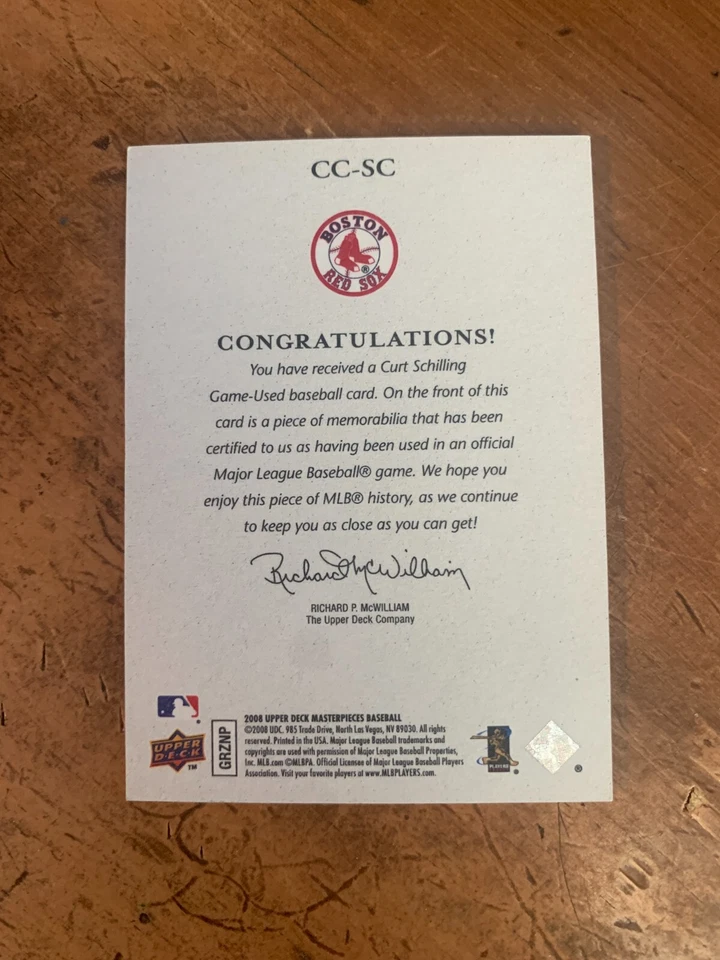 CC-SC
BOSTON
RED SOX
CONGRATULATIONS!
You have received a Curt Schilling
Game-Used baseball card. On the front of this
card is a piece of memorabilia that has been
certified to us as having been used in an official
Major League Baseball® game. We hope you
enjoy this piece of MLB® history, as we continue
to keep you as close as you can get!
Richard P McWilliam
RICHARD P. McWILLIAM
The Upper Deck Company
UPPER
DECK
TM
GRZNP
2008 UPPER DECK MASTERPIECES BASEBALL
©2008 UDC, 985 Trade Drive, North Las Vegas, NV 89030. All rights
reserved. Printed in the USA. Major League Baseball trademarks and
copyrights are used with permission of Major League Baseball Properties,
Inc. MLB.com ©MLBPA. Official Licensee of Major League Baseball Players
Association. Visit your favorite players at www.MLBPLAYERS.com.
PLAYERS
®
®